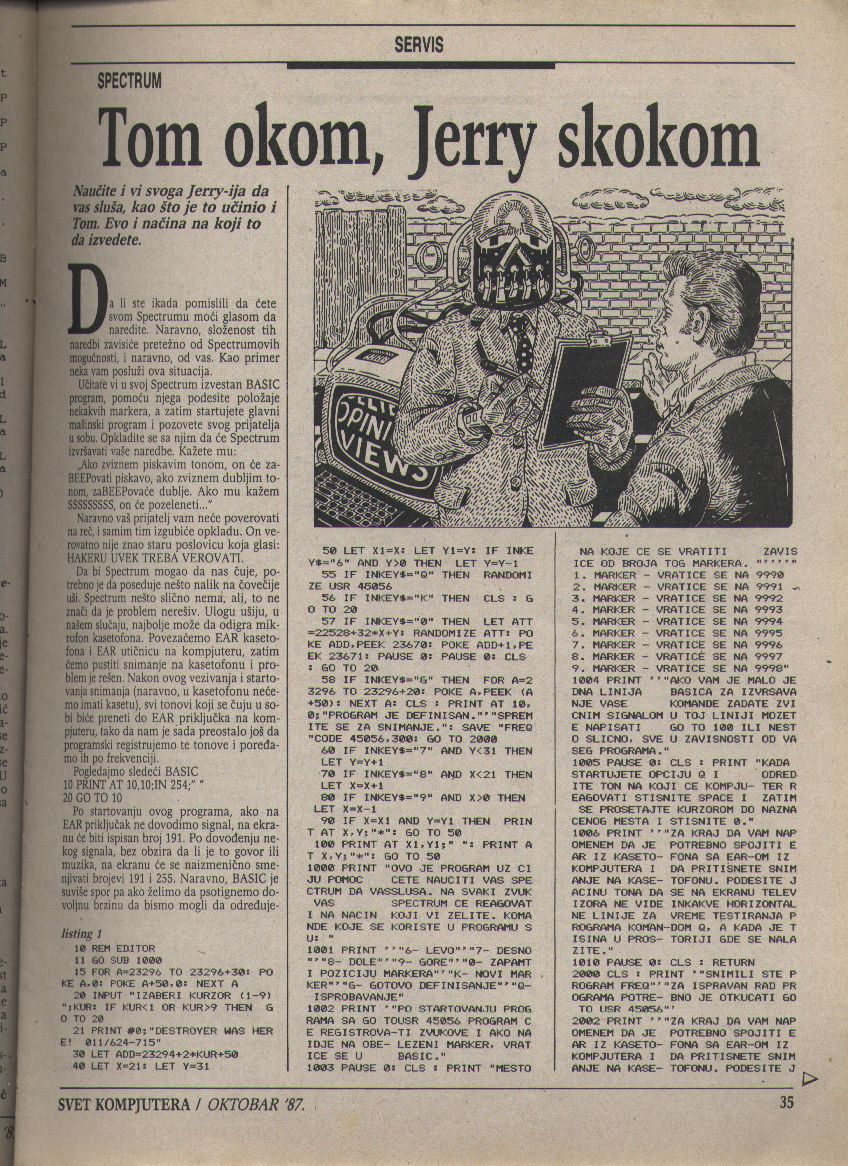 SERVIS
SPECTRUM
Tom okom, Jerry skokom
Naučite i vi svoga Jerry-ija da
vas sluša, kao što je to učinio i
Tom. Evo i načina na koji to
da izvedete.
Da li ste ikada pomislili da ćete
svom Spectrumu moći glasom da
naredite. Naravno, složenost tih
naredbi zavisiće pretežno od Spectrumovih
mogućnosti, i naravno, od vas. Kao primer
neka vam posluži ova situacija.
Učitate vi u svoj Spectrum izvestan BASIC
program, pomoću njega podesite položaje
nekakvih markera, a zatim startujete glavni
mašinski program i pozovete svog prijatelja
u sobu. Opkladite se sa njim da će Spectrum
izvršavati vaše naredbe. Kažete mu:
„Ako zviznem piskavim tonom, on će za-
BEEPovati piskavo, ako zviznem dubljim to-
nom, zaBEEPovaće dublje. Ako mu kažem
SSSSSSSSS, on će pozeleneti..."
Naravno vaš prijatelj vam neće poverovati
na reč, i samim tim izgubiće opkladu. On ve-
rovatno nije znao staru poslovicu koja glasi:
HAKERU UVEK TREBA VEROVATI.
Da bi Spectrum mogao da nas čuje, po-
trebno je da poseduje nešto nalik na čovečije
uši. Spectrum nešto slično nema, ali, to ne
znači da je problem nerešiv. Ulogu ušiju, u
našem slučaju, najbolje može da odigra mik-
rofon kasetofona. Povezaćemo EAR kaseto-
fona i EAR utičnicu na kompjuteru, zatim
ćemo pustiti snimanje na kasetofonu i pro-
blem je rešen. Nakon ovog vezivanja i starto-
vanja snimanja (naravno, u kasetofonu neće-
mo imati kasetu), svi tonovi koji se čuju u so-
bi biće preneti do EAR priključka na kom-
pjuteru, tako da nam je sada preostalo još da
programski registrujemo te tonove i poređa-
mo ih po frekvenciji.
Pogledajmo sledeći BASIC
10 PRINT AT 10,10;IN 254;" "
20 GO TO 10
Po startovanju ovog programa, ako na
EAR priključak ne dovodimo signal, na ekra-
nu će biti ispisan broj 191. Po dovođenju ne-
kog signala, bez obzira da li je to govor ili
muzika, na ekranu će se naizmenično sme-
njivati brojevi 191 i 255. Naravno, BASIC je
suviše spor pa ako želimo da psotignemo do-
voljnu brzinu da bismo mogli da određuje-
listing 1
10 REM EDITOR
11 GO SUB 1000
15 FOR A=23296 TO 23296+30: PO
KE A,0: POKE A+50,0: NEXT A
20 INPUT "IZABERI KURZOR (1-9)
";KUR: IF KUR<1 OR KUR>9 THEN G
O TO 20
21 PRINT #0;"DESTROYER WAS HER
E! 011/624-715"
30 LET ADD=23294+2*KUR+50
40 LET X=21: LET Y=31
OPINI
VIEWS
50 LET X1=X: LET Y1=Y: IF INKE
Y$="6" AND Y>0 THEN LET Y=Y-1
55 IF INKEY$="Q" THEN RANDOMI
ZE USR 45056
56 IF INKEY$="K" THEN CLS : G
O TO 20
57 IF INKEY$="0" THEN LET ATT
=22528+32*X+Y: RANDOMIZE ATT: PO
KE ADD,PEEK 23670: POKE ADD+1,PE
EK 23671: PAUSE 0: PAUSE 0: CLS
: GO TO 20
58 IF INKEY$="G" THEN FOR A=2
3296 TO 23296+20: POKE A,PEEK (A
+50): NEXT A: CLS : PRINT AT 10,
0;"PROGRAM JE DEFINISAN."'"SPREM
ITE SE ZA SNIMANJE.": SAVE "FREQ
"CODE 45056,300: GO TO 2000
60 IF INKEY$="7" AND Y<31 THEN
LET Y=Y+1
70 IF INKEY$="8" AND X<21 THEN
LET X=X+1
80 IF INKEY$="9" AND X>0 THEN
LET X=X-1
90 IF X=X1 AND Y=Y1 THEN PRIN
T AT X,Y;"*": GO TO 50
100 PRINT AT X1,Y1;" ": PRINT A
T X,Y;"*": GO TO 50
1000 PRINT "OVO JE PROGRAM UZ CI
JU POMOC CETE NAUCITI VAS SPE
CTRUM DA VASSLUSA. NA SVAKI ZVUK
VAS SPECTRUM CE REAGOVAT
I NA NACIN KOJI VI ZELITE. KOMA
NDE KOJE SE KORISTE U PROGRAMU S
U: "
1001 PRINT ''"6- LEVO"'"7- DESNO
"'"8- DOLE"'"9- GORE"'"0- ZAPAMT
I POZICIJU MARKERA"'"K- NOVI MAR
KER"'"G- GOTOVO DEFINISANJE"'"Q-
ISPROBAVANJE"
1002 PRINT ''"PO STARTOVANJU PROG
RAMA SA GO TOUSR 45056 PROGRAM C
E REGISTROVA-TI ZVUKOVE I AKO NA
IDJE NA OBE- LEZENI MARKER, VRAT
ICE SE U BASIC."
1003 PAUSE 0: CLS : PRINT "MESTO
NA KOJE CE SE VRATITI ZAVIS
ICE OD BROJA TOG MARKERA. "'''''"
1. MARKER - VRATICE SE NA 9990
2. MARKER - VRATICE SE NA 9991
3. MARKER - VRATICE SE NA 9992
4. MARKER - VRATICE SE NA 9993
5. MARKER - VRATICE SE NA 9994
6. MARKER - VRATICE SE NA 9995
7. MARKER - VRATICE SE NA 9996
8. MARKER - VRATICE SE NA 9997
9. MARKER - VRATICE SE NA 9998"
1004 PRINT ''"AKO VAM JE MALO JE
DNA LINIJA BASICA ZA IZVRSAVA
NJE VASE KOMANDE ZADATE ZVI
CNIM SIGNALOM U TOJ LINIJI MOZET
E NAPISATI GO TO 100 ILI NEST
O SLICNO, SVE U ZAVISNOSTI OD VA
SEG PROGRAMA."
1005 PAUSE 0: CLS : PRINT "KADA
STARTUJETE OPCIJU Q I ODRED
ITE TON NA KOJI CE KOMPJU- TER R
EAGOVATI STISNITE SPACE I ZATIM
SE PROSETAJTE KURZOROM DO NAZNA
CENOG MESTA I STISNITE 0."
1006 PRINT ''"ZA KRAJ DA VAM NAP
OMENEM DA JE POTREBNO SPOJITI E
AR IZ KASETO- FONA SA EAR-OM IZ
KOMPJUTERA I DA PRITISNETE SNIM
ANJE NA KASETOFONU. PODESITE J
ACINU TONA DA SE NA EKRANU TELEV
IZORA NE VIDE INKAKVE HORIZONTAL
NE LINIJE ZA VREME TESTIRANJA P
ROGRAMA KOMAN-DOM Q, A KADA JE T
ISINA U PROS- TORIJI GDE SE NALA
ZITE."
1010 PAUSE 0: CLS : RETURN
2000 CLS : PRINT '"SNIMILI STE P
ROGRAM FREQ"'"ZA ISPRAVAN RAD PR
OGRAMA POTRE- BNO JE OTKUCATI GO
TO USR 45056"'
2002 PRINT ''"ZA KRAJ DA VAM NAP
OMENEM DA JE POTREBNO SPOJITI E
AR IZ KASETO- FONA SA EAR-OM IZ
KOMPJUTERA I DA PRITISNETE SNIM
ANJE NA KASE- TOFONU. PODESITE J
SVET KOMPJUTERA / OKTOBAR '87.
35